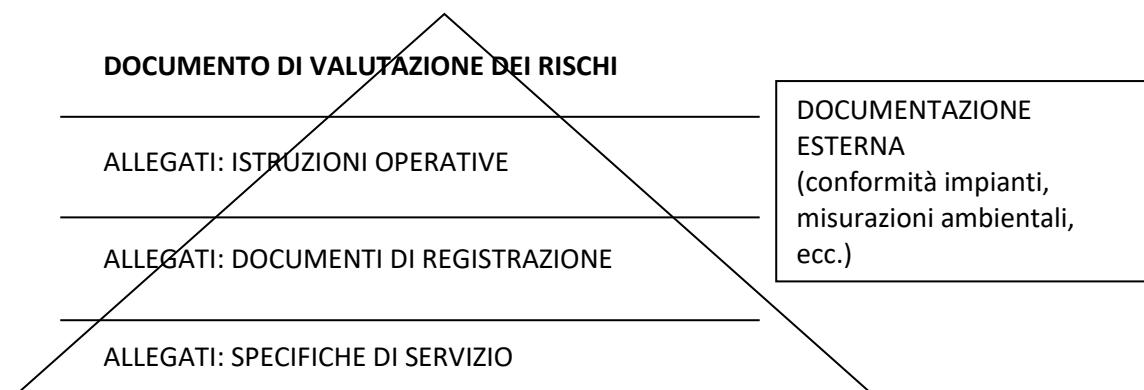 DOCUMENTO DI VALUTAZIONE DEI RISCHI
ALLEGATI: ISTRUZIONI OPERATIVE
ALLEGATI: DOCUMENTI DI REGISTRAZIONE
ALLEGATI: SPECIFICHE DI SERVIZIO
DOCUMENTAZIONE
ESTERNA
(conformità impianti,
misurazioni ambientali,
ecc.)